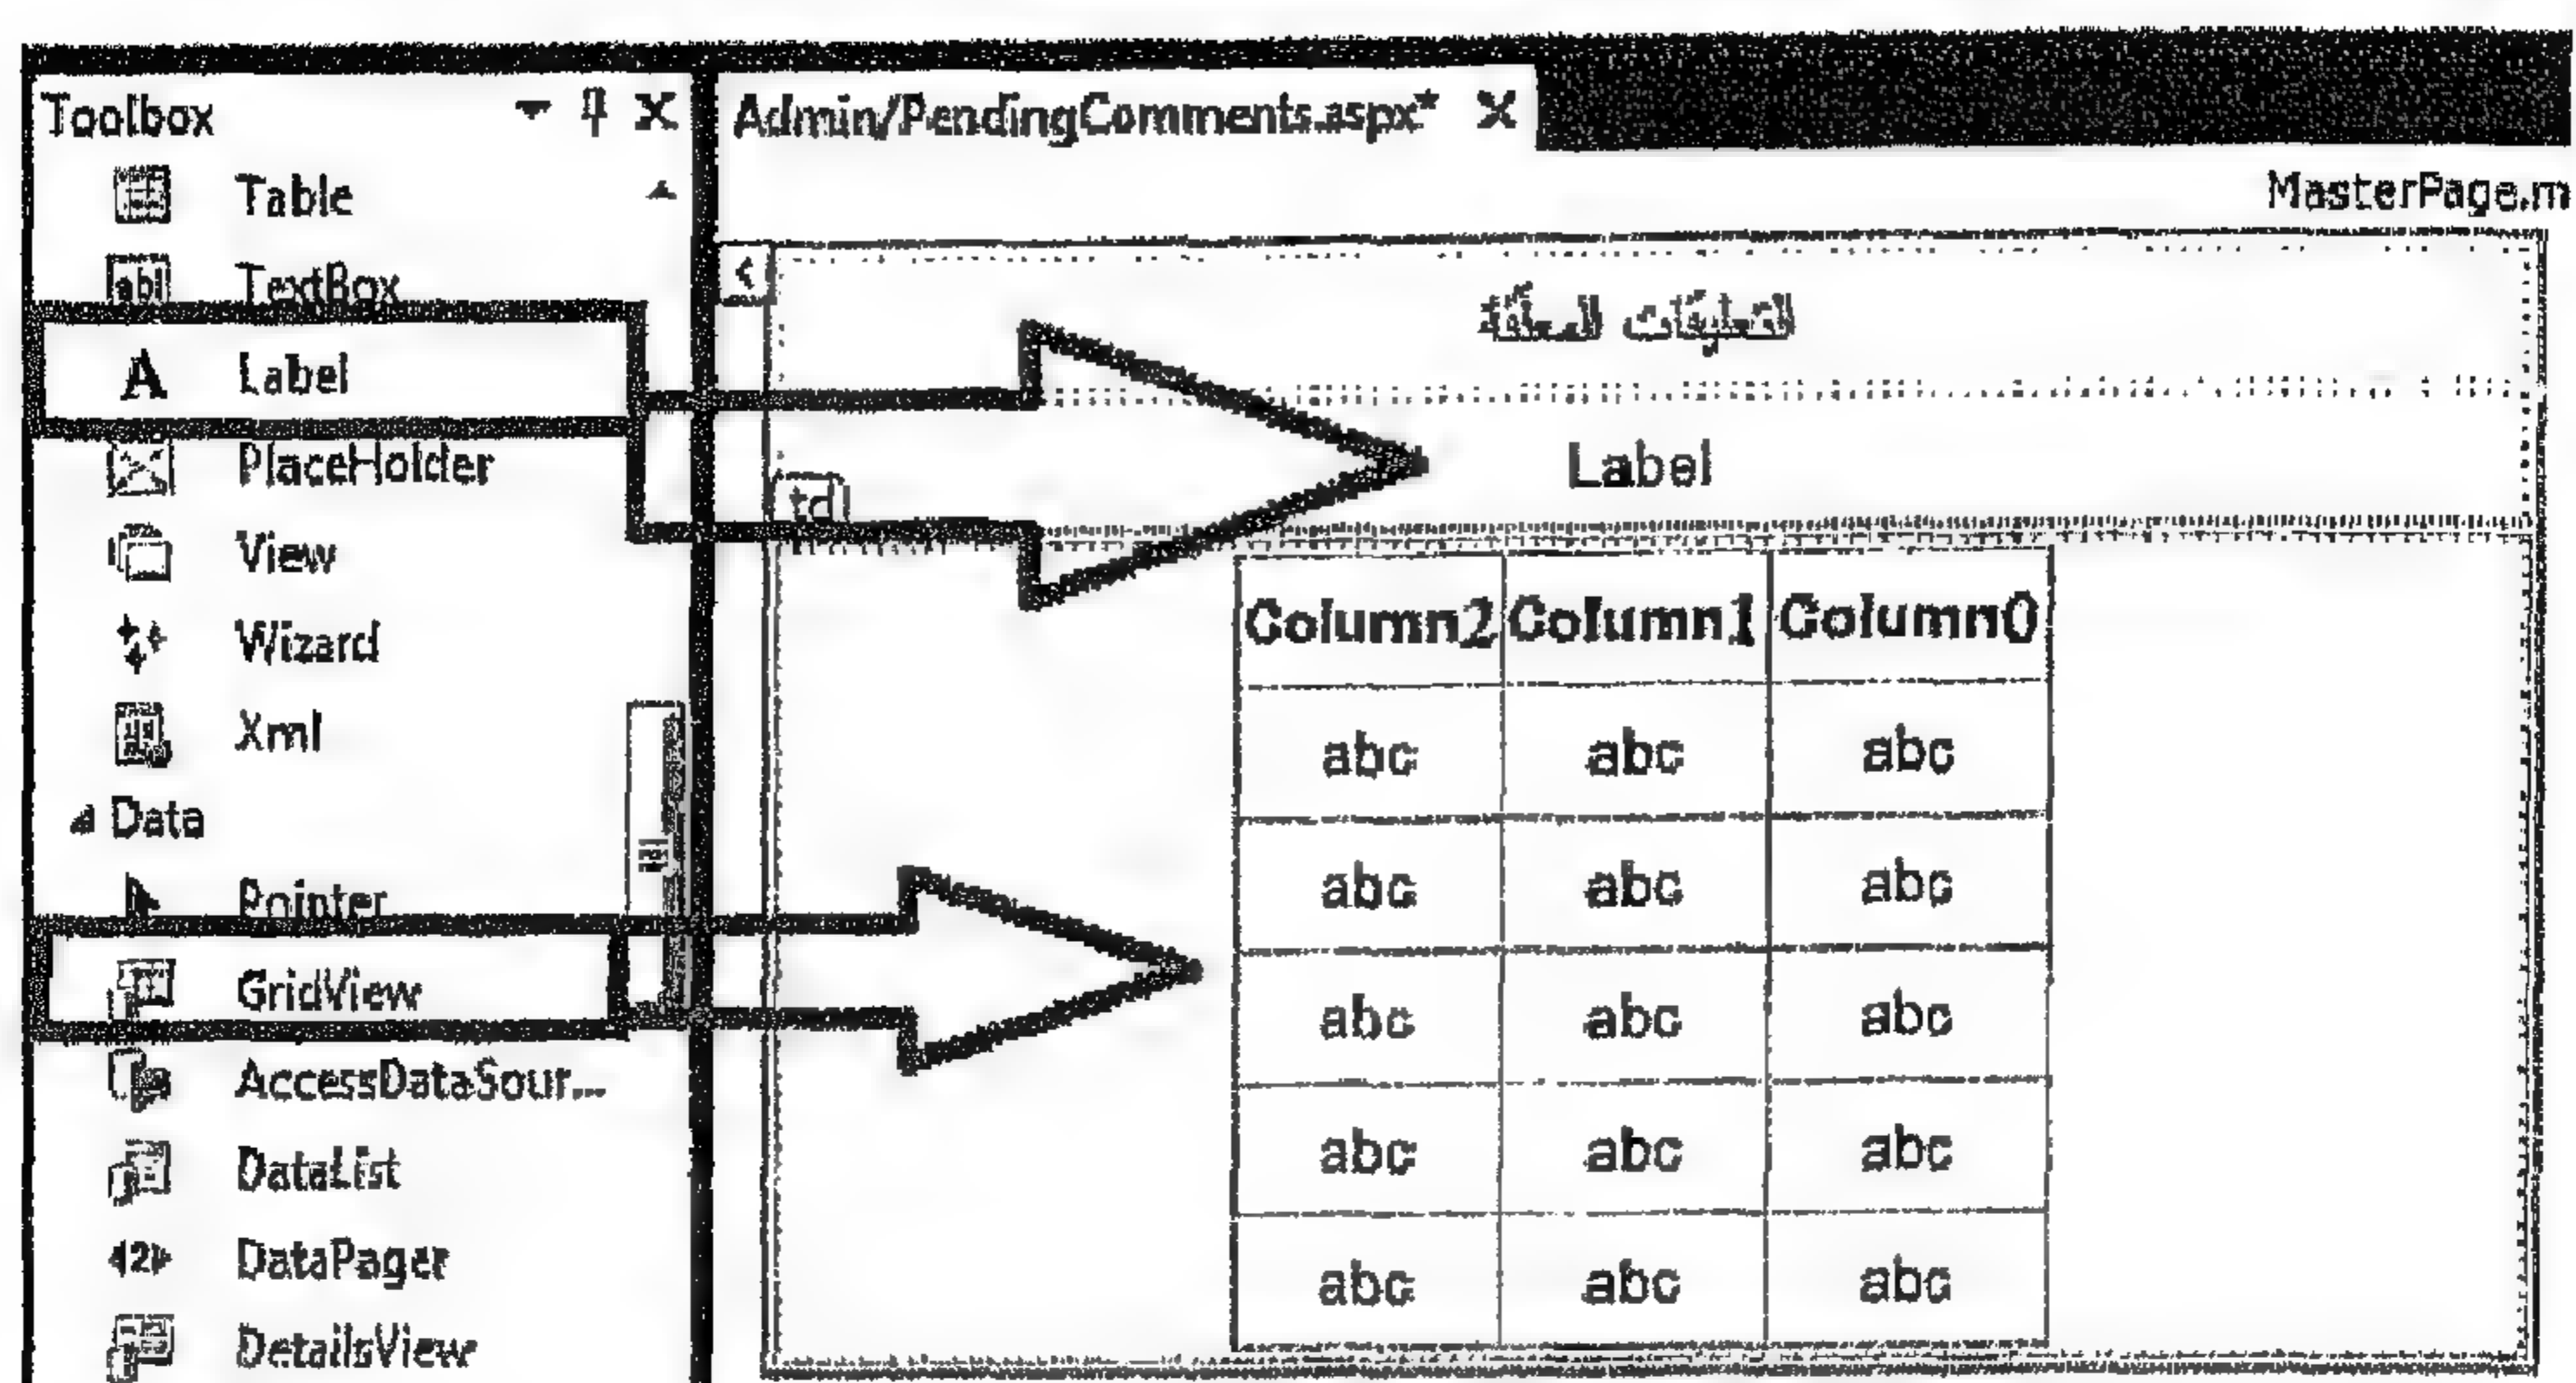 Toolbox
Table
TextBox
Label
PlaceHolder
View
Wizard
Xml
Data
Pointer
GridView
AccessDataSour...
DataList
DataPager
DetailsView
Admin/PendingComments.aspx*
MasterPage.m
التعليقات المعلّقة
Label
Column2 Column1 Column0
abc abc abc
abc abc abc
abc abc abc
abc abc abc
abc abc abc
td